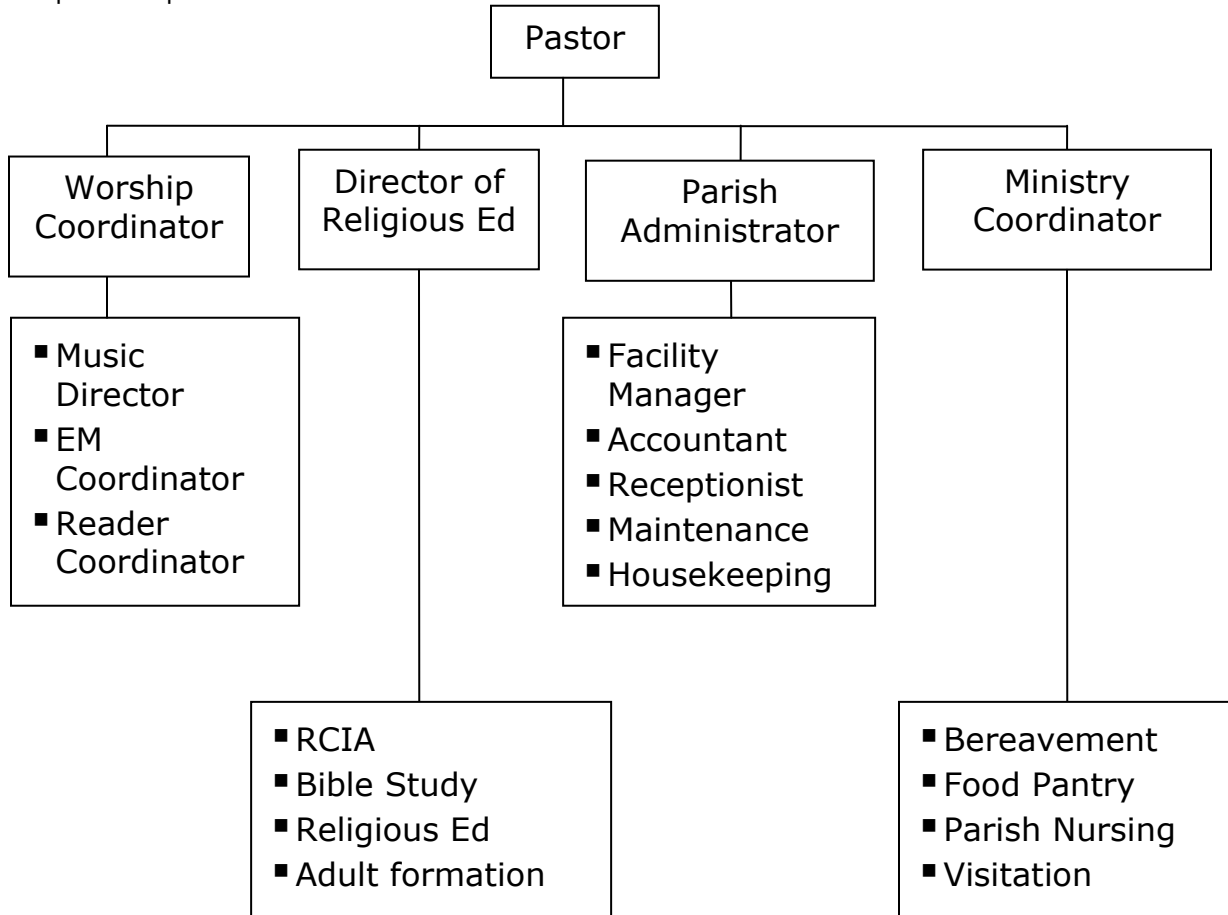 Pastor
Worship
Coordinator
Director of
Religious Ed
Parish
Administrator
Ministry
Coordinator
▪ Music
Director
▪ EM
Coordinator
▪ Reader
Coordinator
▪ Facility
Manager
▪ Accountant
▪ Receptionist
▪ Maintenance
▪ Housekeeping
▪ RCIA
▪ Bible Study
▪ Religious Ed
▪ Adult formation
▪ Bereavement
▪ Food Pantry
▪ Parish Nursing
▪ Visitation